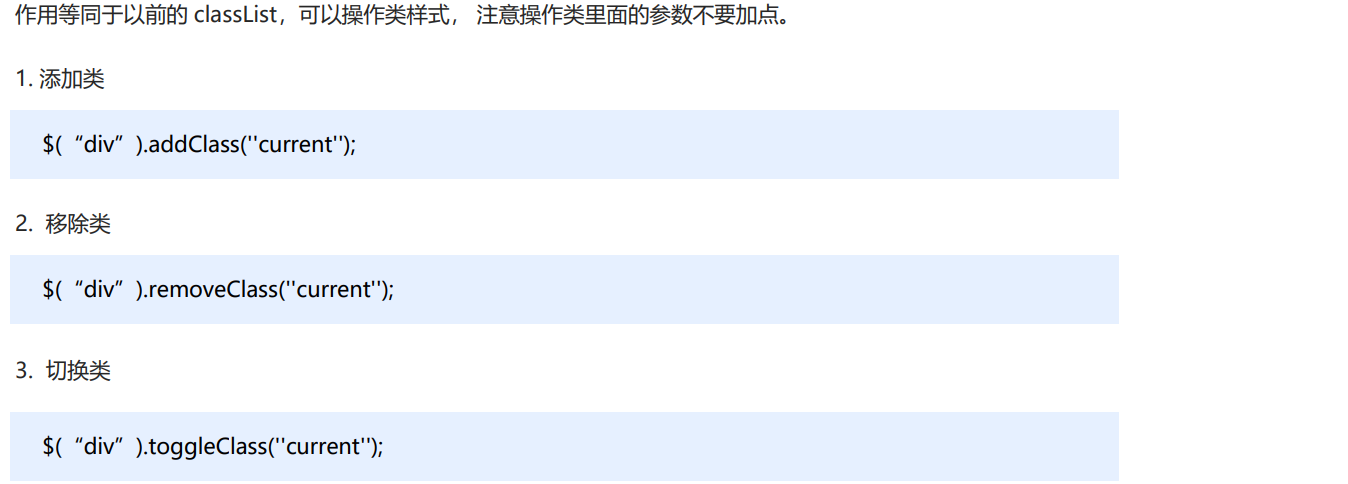 作用等同于以前的 classList，可以操作类样式， 注意操作类里面的参数不要加点。
1. 添加类
$(“div”).addClass(''current'');
2. 移除类
$(“div”).removeClass(''current'');
3. 切换类
$(“div”).toggleClass(''current'');